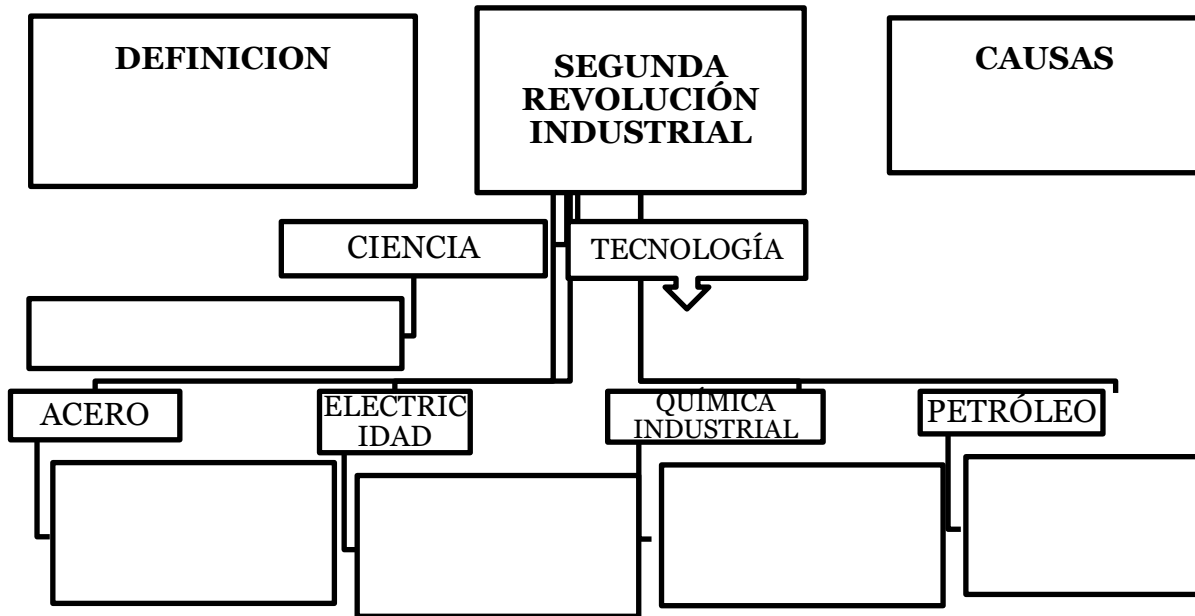 DEFINICION
SEGUNDA
REVOLUCIÓN
INDUSTRIAL
CAUSAS
CIENCIA
TECNOLOGÍA
ACERO
ELECTRIC
IDAD
QUÍMICA
INDUSTRIAL
PETRÓLEO